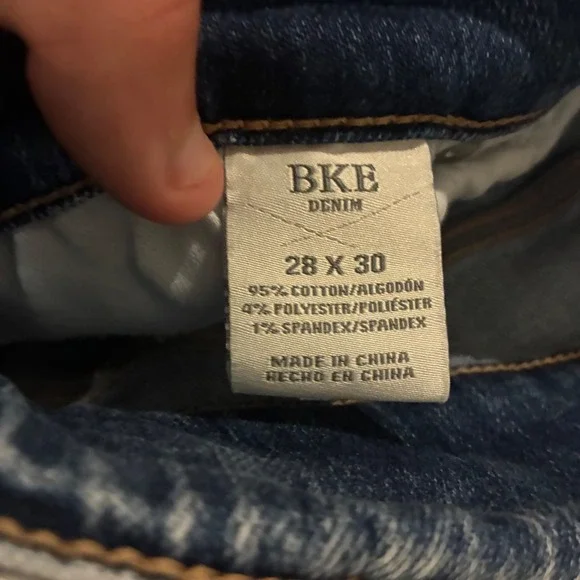 BKE
DENIM
28 X 30
95% COTTON/ALGODÓN
4% POLYESTER/POLIÉSTER
1% SPANDEX/SPANDEX
MADE IN CHINA
HECHO EN CHINA